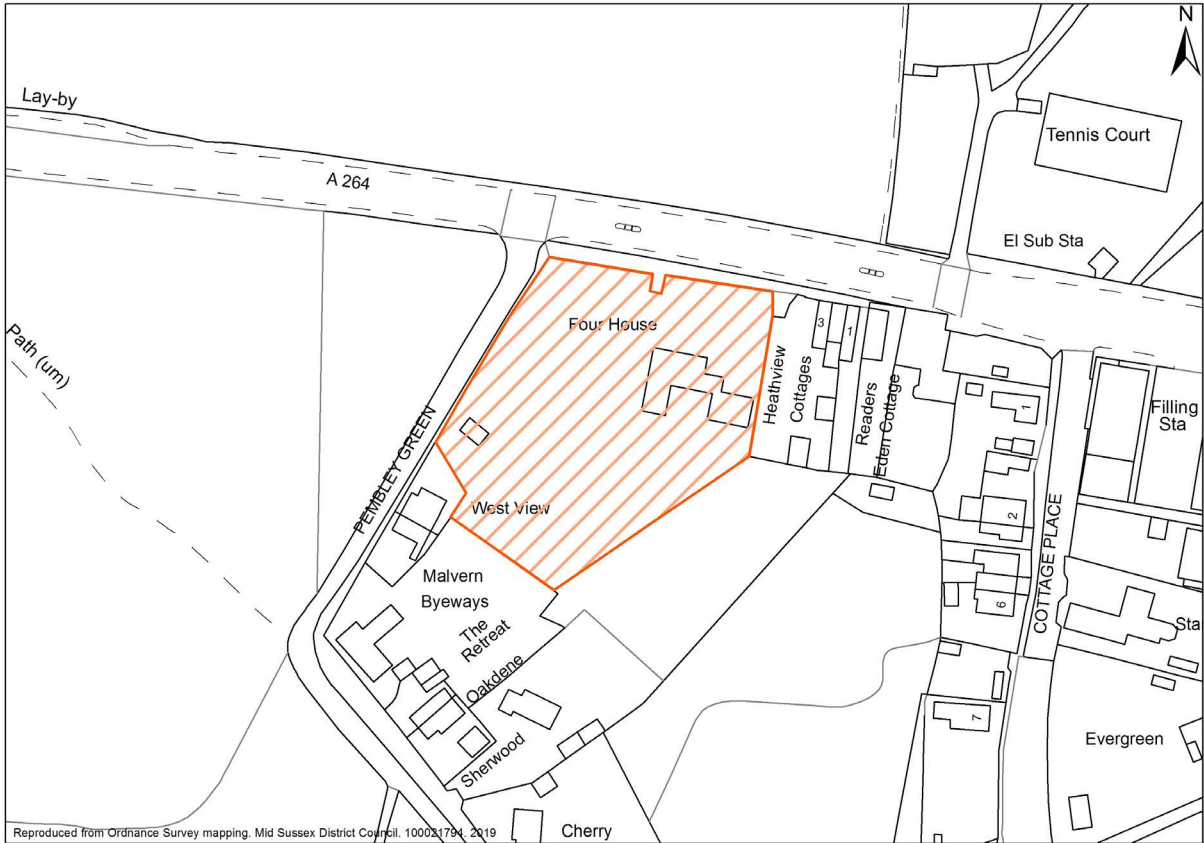 N
Lay-by
Tennis Court
A 264
El Sub Sta
Four House
3
1
Heathview
Cottages
Readers
Eden Cottage
Path (um)
1
Filling
Sta
PEMBLEY GREEN
West View
2
COTTAGE PLACE
Malvern
Byeways
The
Retreat
6
Sta
Oakdene
7
Sherwood
Evergreen
Cherry
Reproduced from Ordnance Survey mapping. Mid Sussex District Council. 100021794. 2019